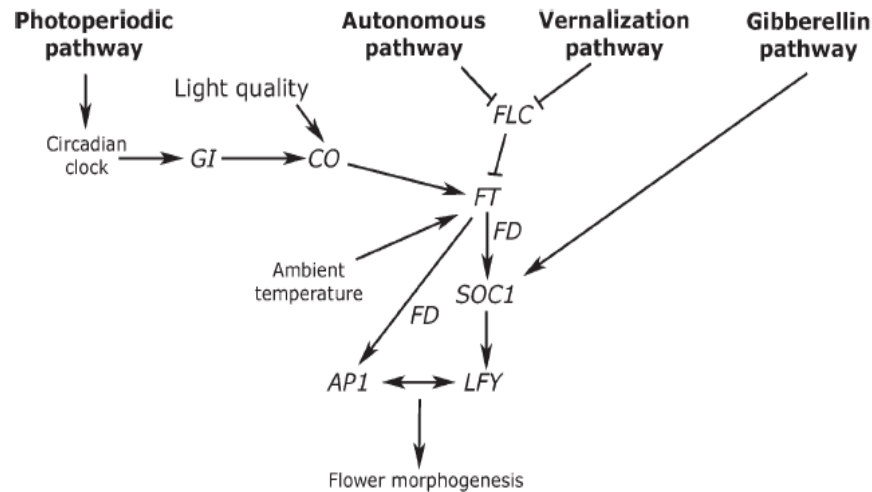 Photoperiodic
pathway
Autonomous
pathway
Vernalization
pathway
Gibberellin
pathway
Light quality
FLC
Circadian
clock
GI
CO
FT
FD
Ambient
temperature
SOC1
FD
AP1
LFY
Flower morphogenesis